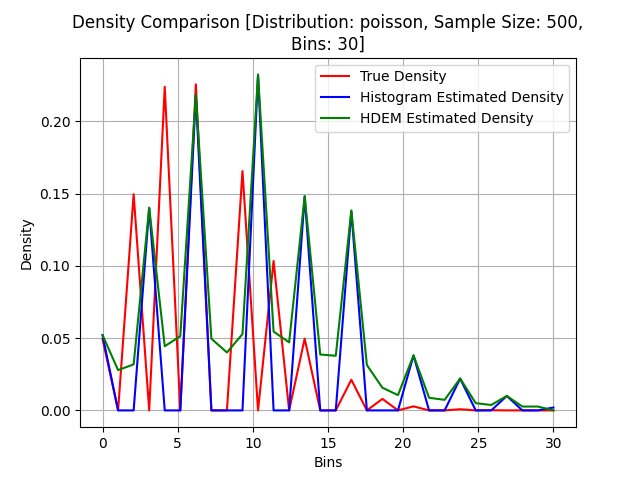 Density Comparison [Distribution: poisson, Sample Size: 500,
Bins: 30]
True Density
Histogram Estimated Density
HDEM Estimated Density
Density
0.20
0.15
0.10
0.05
0.00
0 5 10 15 20 25 30
Bins